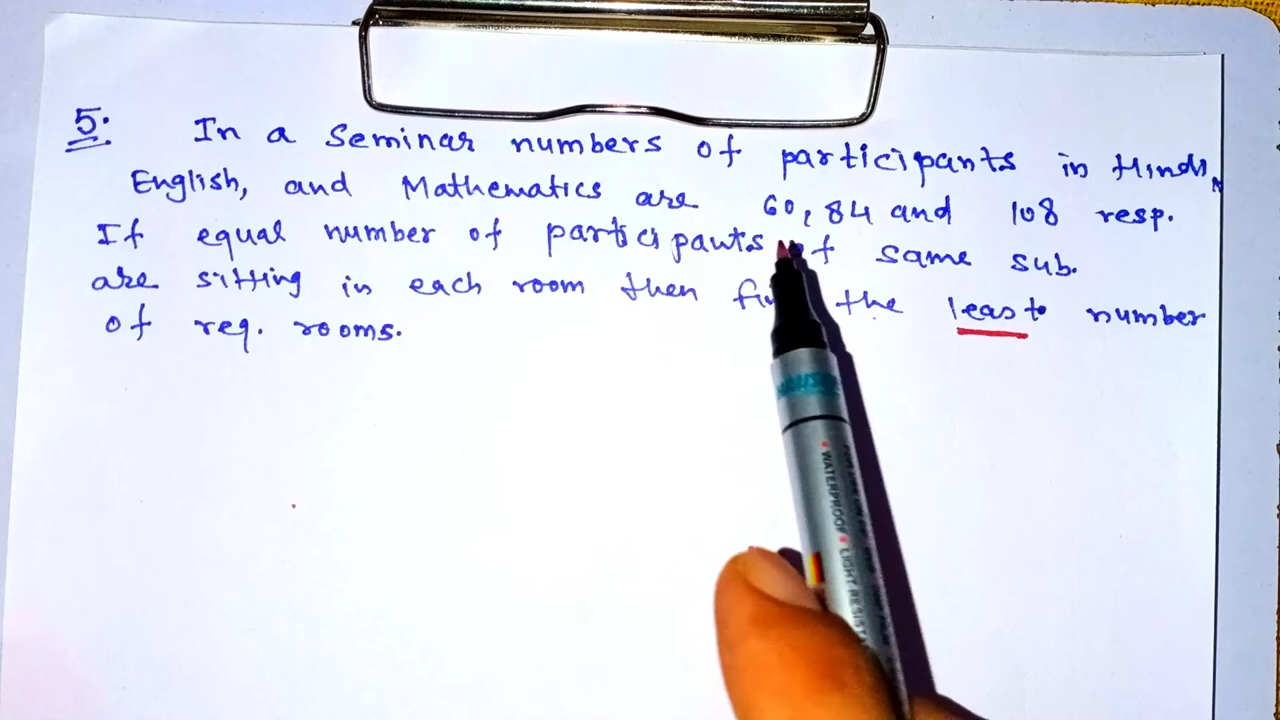 5. In a Seminar numbers of participants in Hindi,
English, and Mathematics are 60, 84 and 108 resp.
If equal number of participants of same sub.
are sitting in each room then find the least number
of req. rooms.
WATERPROOF LIGHT